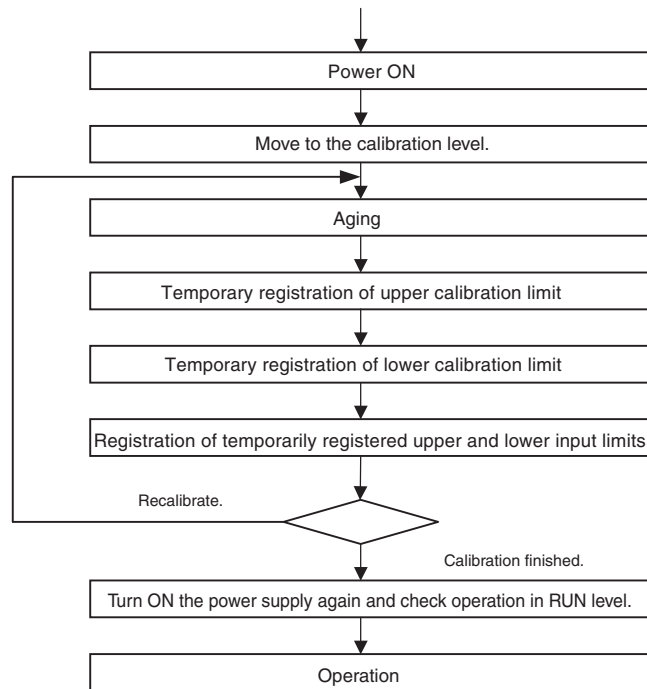 Power ON
Move to the calibration level.
Aging
Temporary registration of upper calibration limit
Temporary registration of lower calibration limit
Registration of temporarily registered upper and lower input limits
Recalibrate.
Calibration finished.
Turn ON the power supply again and check operation in RUN level.
Operation